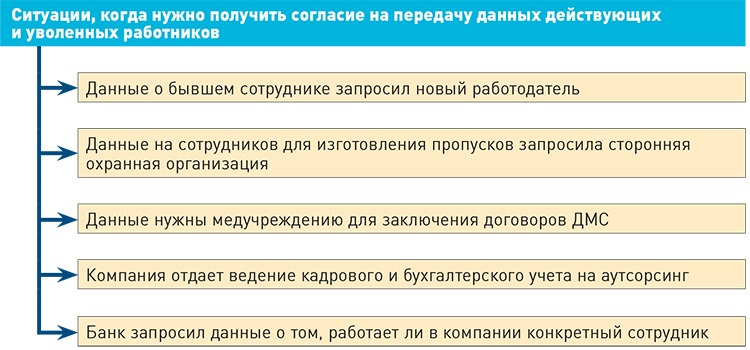 Ситуации, когда нужно получить согласие на передачу данных действующих
и уволенных работников
Данные о бывшем сотруднике запросил новый работодатель
Данные на сотрудников для изготовления пропусков запросила сторонняя
охранная организация
Данные нужны медучреждению для заключения договоров ДМС
Компания отдает ведение кадрового и бухгалтерского учета на аутсорсинг
Банк запросил данные о том, работает ли в компании конкретный сотрудник